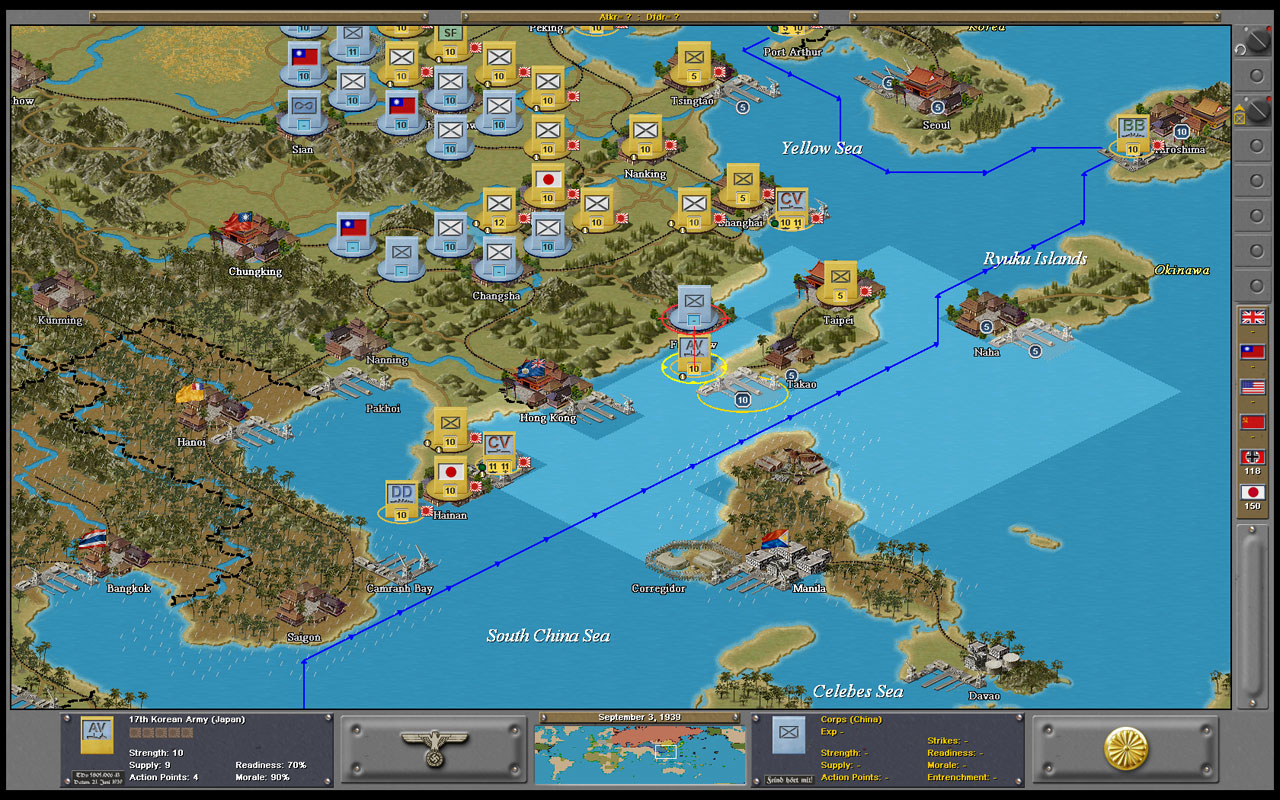 Atkr- ? : Dfdr- ?
Peking
Korea
Port Arthur
Tsingtao
Seoul
Sian
Yellow Sea
Hiroshima
Nanking
Shanghai
Chungking
Changsha
Ryuku Islands
Okinawa
Kunming
Taipei
Nanning
Naha
Takao
Pakhoi
Hong Kong
Hanoi
Hainan
Bangkok
Camranh Bay
Corregidor
Manila
Saigon
South China Sea
Celebes Sea
Davao
SF
BB
CV
AV
CV
DD
118
150
17th Korean Army (Japan)
Strength: 10
Supply: 9
Action Points: 4
Readiness: 70%
Morale: 90%
September 3, 1939
Corps (China)
Exp -
Strength: -
Supply: -
Action Points: -
Strikes: -
Readiness: -
Morale: -
Entrenchment: -
Feind hört mit!